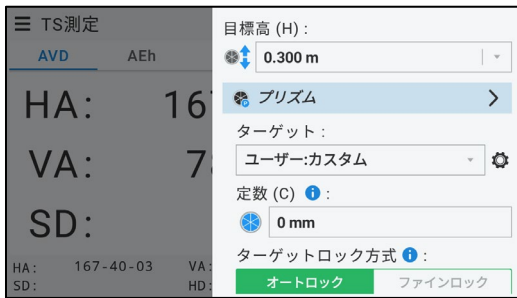 TS測定
AVD AEh
HA: 167
VA: 78
SD:
HA: 167-40-03 VA:
SD: HD:
目標高 (H) :
0.300 m
プリズム
ターゲット :
ユーザー:カスタム
定数 (C) :
0 mm
ターゲットロック方式 :
オートロック ファインロック